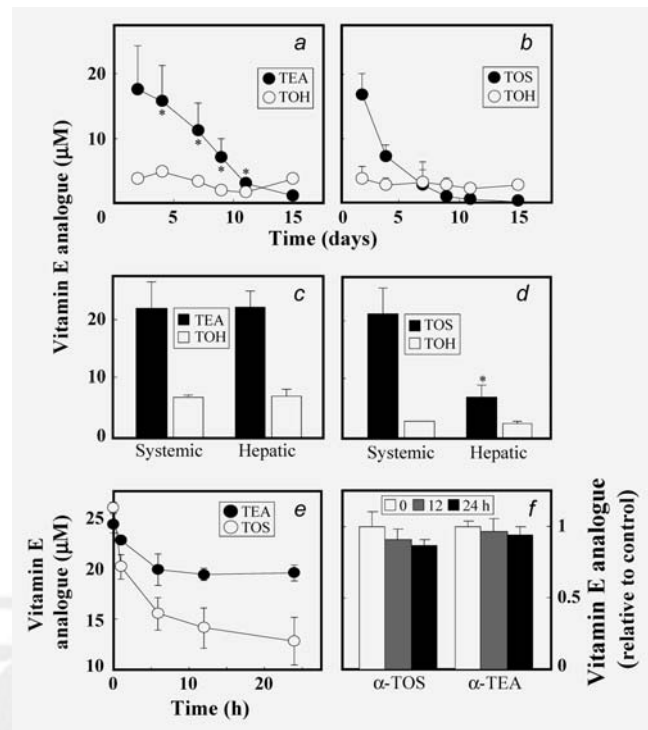 a
b
20
10
0
TEA
TOH
TOS
TOH
0 5 10 15
0 5 10 15
Time (days)
Vitamin E analogue (μM)
c
d
20
10
0
TEA
TOH
TOS
TOH
*
Systemic Hepatic
Systemic Hepatic
e
f
25
20
15
10
TEA
TOS
0 12 24 h
1
0.5
0
Vitamin E
analogue (μM)
0 10 20
Time (h)
α-TOS α-TEA
Vitamin E analogue
(relative to control)